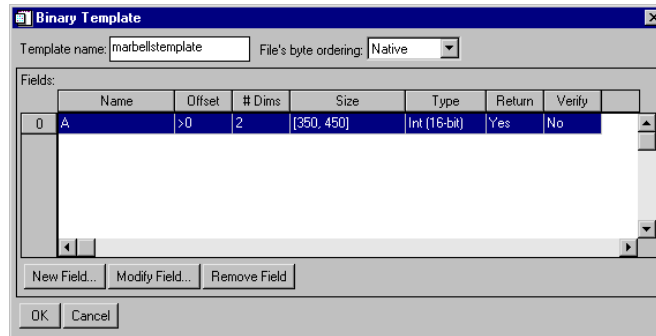 Binary Template
Template name: marbellstemplate File's byte ordering: Native
Fields:
Name Offset # Dims Size Type Return Verify
0 A >0 2 [350, 450] Int (16-bit) Yes No
New Field... Modify Field... Remove Field
OK Cancel